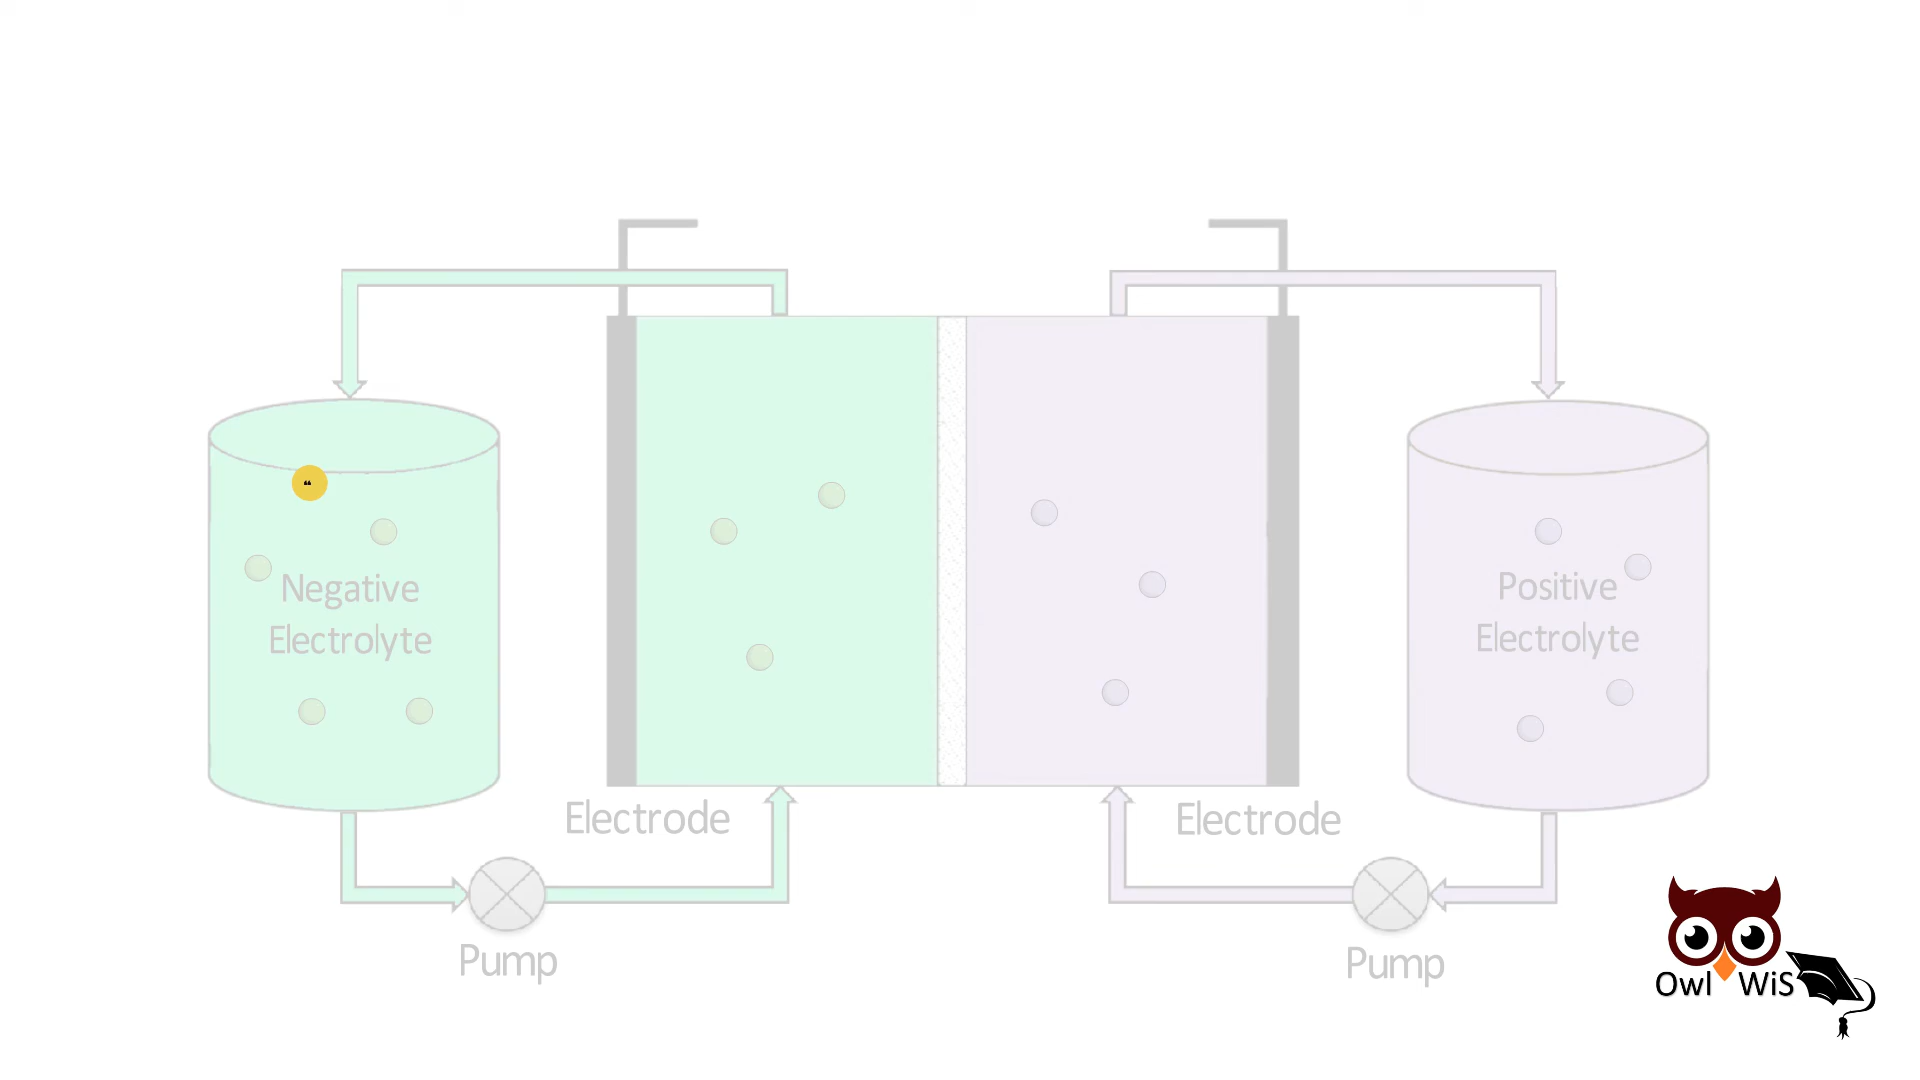 Negative
Electrolyte
Positive
Electrolyte
Electrode
Electrode
Pump
Pump
Owl WiS